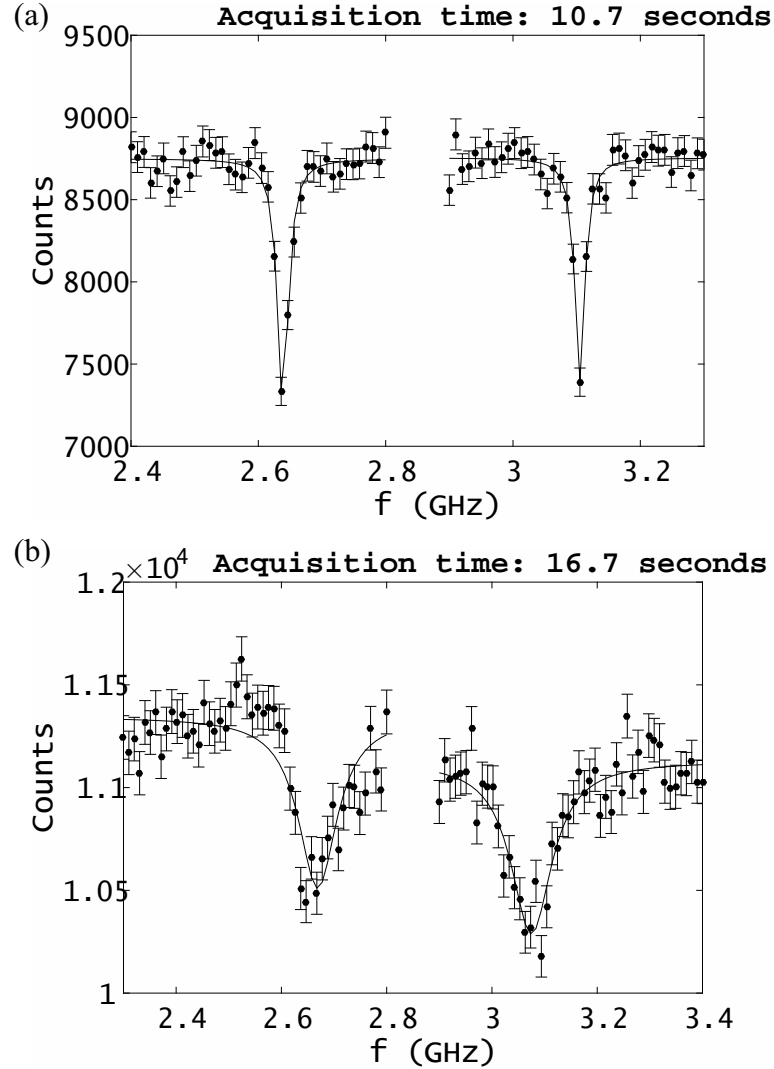 (a)
Acquisition time: 10.7 seconds
9500
9000
8500
8000
7500
7000
Counts
2.4 2.6 2.8 3 3.2
f (GHz)
(b)
Acquisition time: 16.7 seconds
1.2×10⁴
1.15
1.1
1.05
1
Counts
2.4 2.6 2.8 3 3.2 3.4
f (GHz)